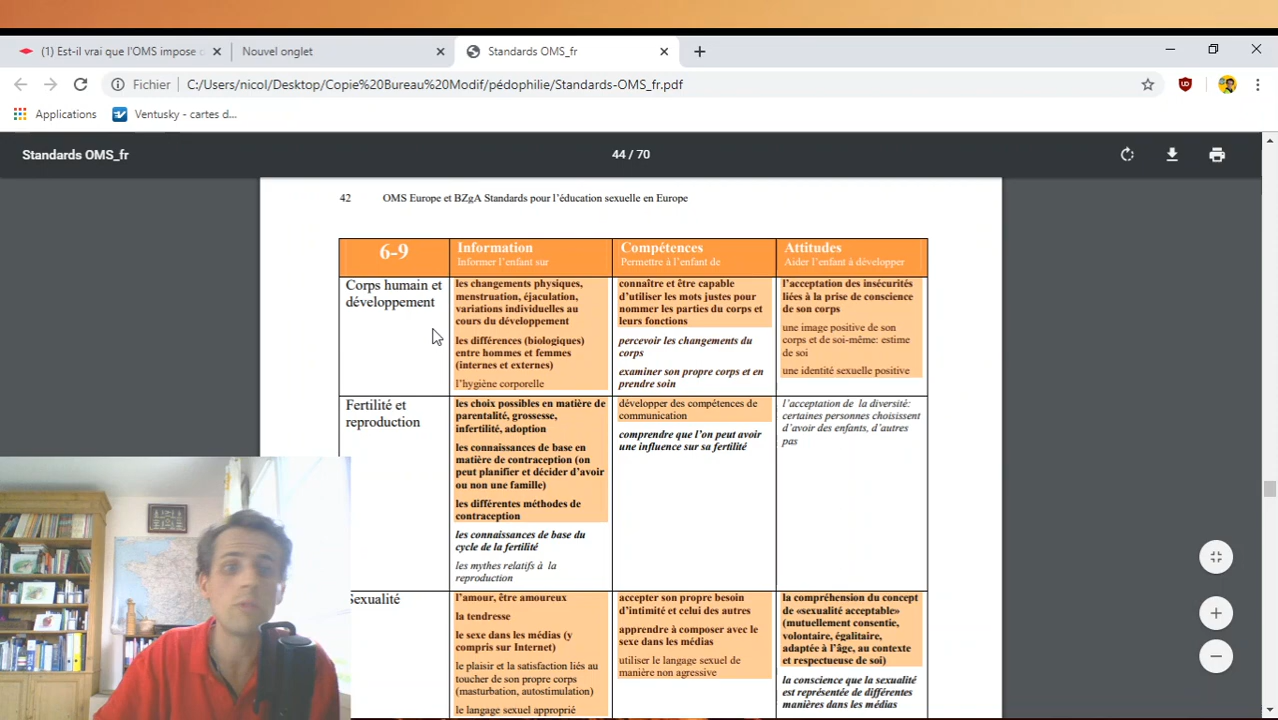 (1) Est-il vrai que l'OMS impose c
Nouvel onglet
Standards OMS_fr
Fichier
C:/Users/nicol/Desktop/Copie%20Bureau%20Modif/pédophilie/Standards-OMS_fr.pdf
Applications
Ventusky - cartes d...
Standards OMS_fr
44 / 70
42 OMS Europe et BZgA Standards pour l'éducation sexuelle en Europe
6-9
Information
Informer l'enfant sur
Compétences
Permettre à l'enfant de
Attitudes
Aider l'enfant à développer
Corps humain et
développement
les changements physiques,
menstruation, éjaculation,
variations individuelles au
cours du développement
les différences (biologiques)
entre hommes et femmes
(internes et externes)
l'hygiène corporelle
connaître et être capable
d'utiliser les mots justes pour
nommer les parties du corps et
leurs fonctions
percevoir les changements du
corps
examiner son propre corps et en
prendre soin
l'acceptation des insécurités
liées à la prise de conscience
de son corps
une image positive de son
corps et de soi-même: estime
de soi
une identité sexuelle positive
Fertilité et
reproduction
les choix possibles en matière de
parentalité, grossesse,
infertilité, adoption
les connaissances de base en
matière de contraception (on
peut planifier et décider d'avoir
ou non une famille)
les différentes méthodes de
contraception
les connaissances de base du
cycle de la fertilité
les mythes relatifs à la
reproduction
développer des compétences de
communication
comprendre que l'on peut avoir
une influence sur sa fertilité
l'acceptation de la diversité:
certaines personnes choisissent
d'avoir des enfants, d'autres
pas
Sexualité
l'amour, être amoureux
la tendresse
le sexe dans les médias (y
compris sur Internet)
le plaisir et la satisfaction liés au
toucher de son propre corps
(masturbation, autostimulation)
le langage sexuel approprié
accepter son propre besoin
d'intimité et celui des autres
apprendre à composer avec le
sexe dans les médias
utiliser le langage sexuel de
manière non agressive
la compréhension du concept
de «sexualité acceptable»
(mutuellement consentie,
volontaire, égalitaire,
adaptée à l'âge, au contexte
et respectueuse de soi)
la conscience que la sexualité
est représentée de différentes
manières dans les médias